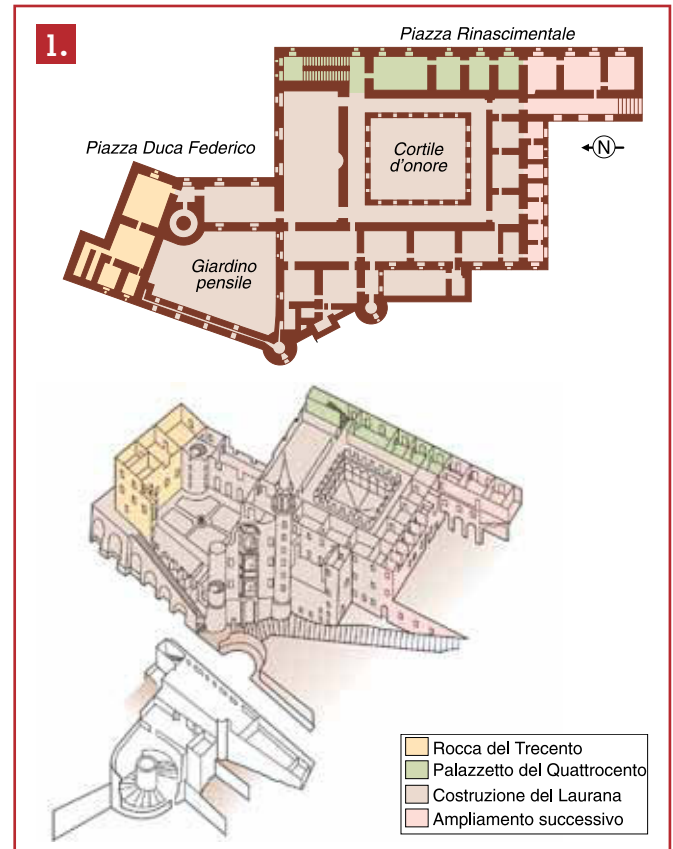 1.
Piazza Rinascimentale
Piazza Duca Federico
Cortile
d'onore
N
Giardino
pensile
Rocca del Trecento
Palazzetto del Quattrocento
Costruzione del Laurana
Ampliamento successivo